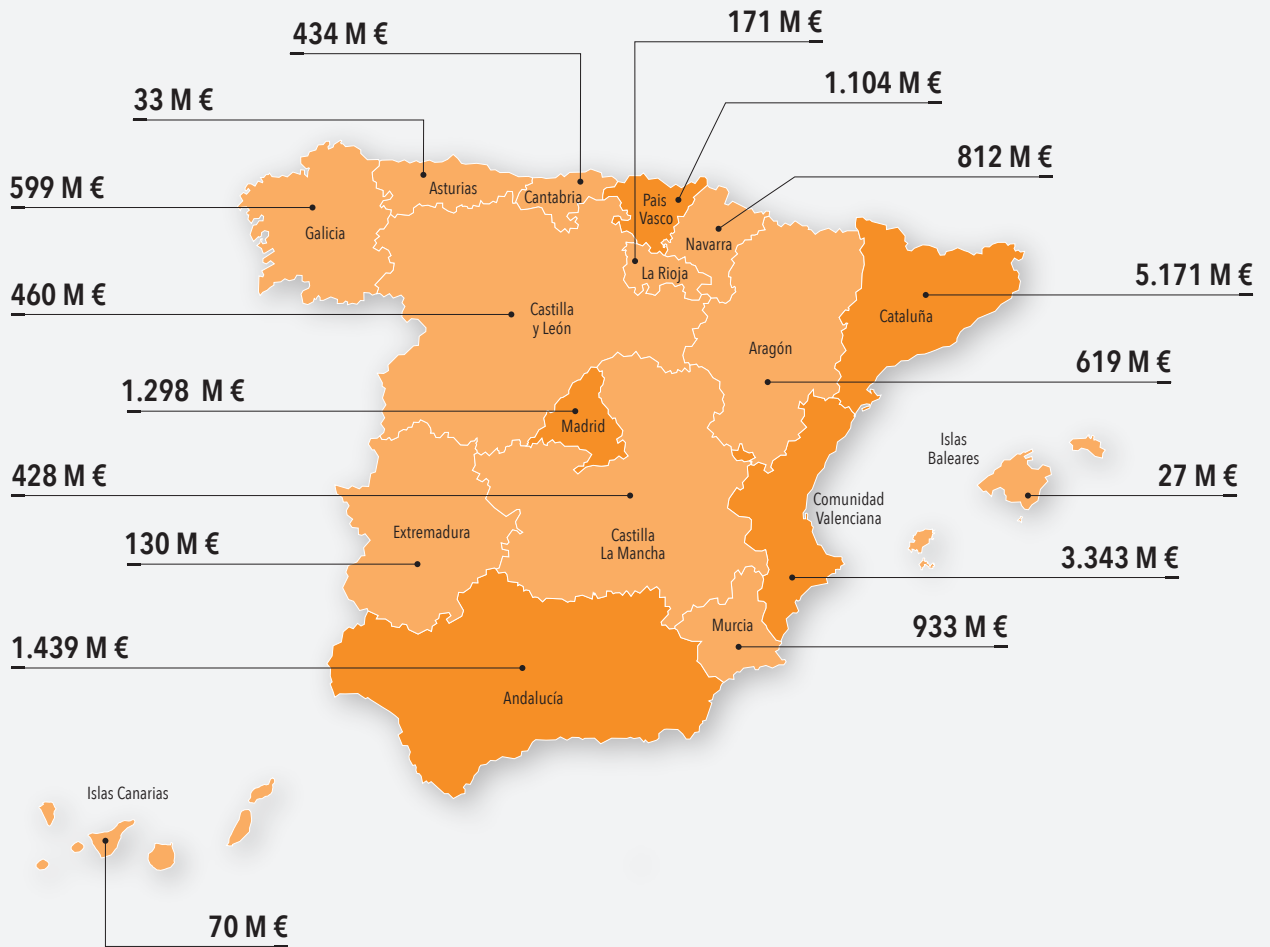 434 M €
171 M €
33 M €
1.104 M €
812 M €
599 M €
Asturias
Cantabria
Pais
Vasco
Galicia
Navarra
La Rioja
5.171 M €
460 M €
Castilla
y León
Cataluña
Aragón
619 M €
1.298 M €
Madrid
Islas
Baleares
428 M €
27 M €
Comunidad
Valenciana
Extremadura
Castilla
La Mancha
130 M €
3.343 M €
Murcia
933 M €
1.439 M €
Andalucía
Islas Canarias
70 M €